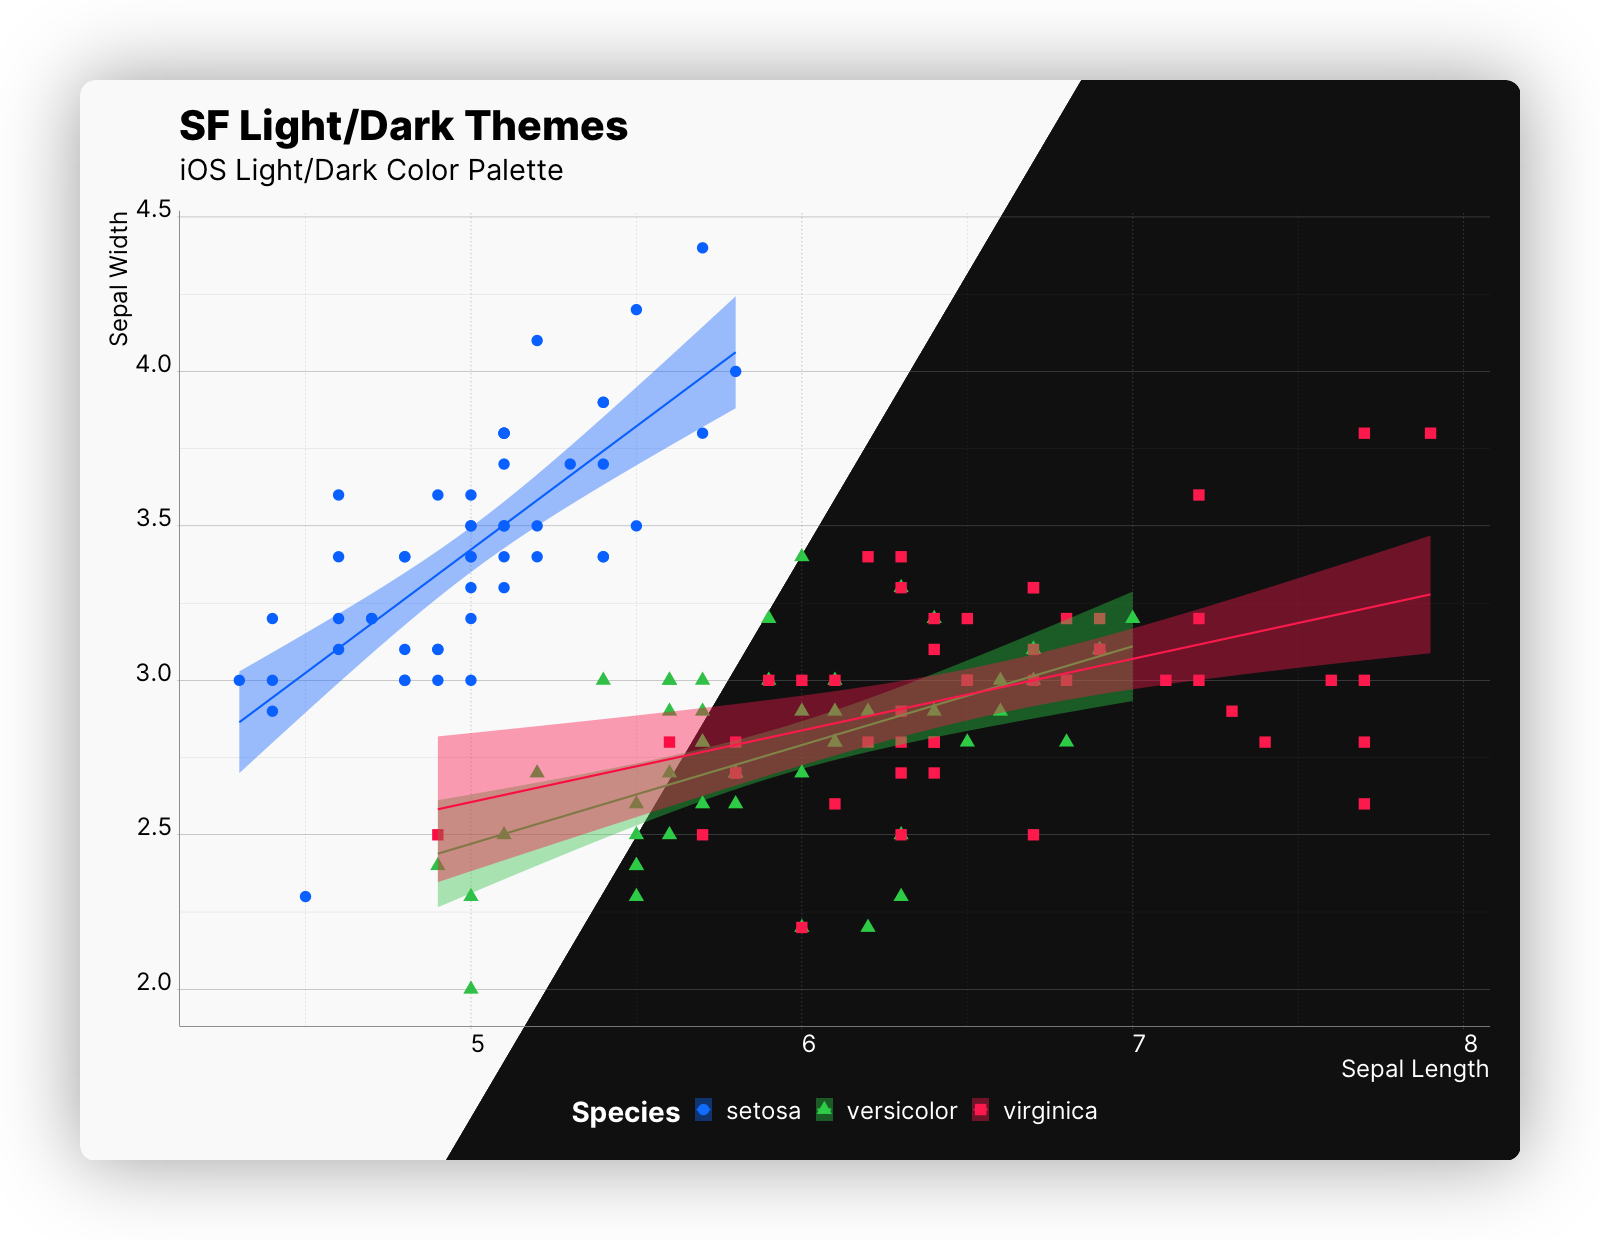 SF Light/Dark Themes
iOS Light/Dark Color Palette
Sepal Width
4.5
4.0
3.5
3.0
2.5
2.0
5 6 7 8
Sepal Length
Species setosa versicolor virginica